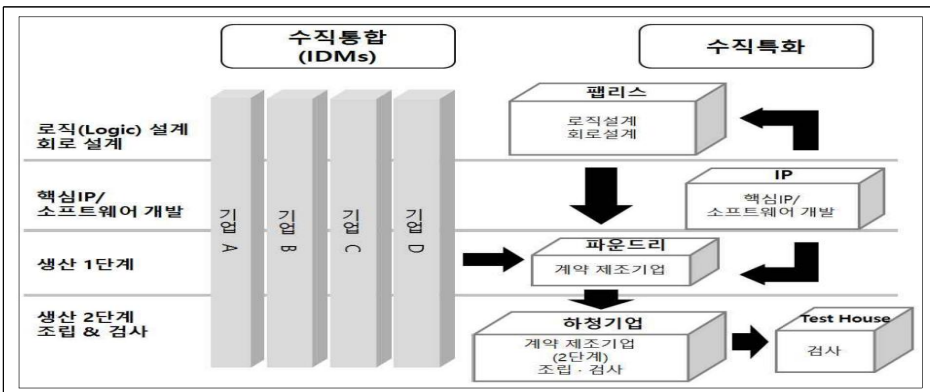 수직통합
(IDMs)
수직특화
로직(Logic) 설계
회로 설계
핵심IP/
소프트웨어 개발
생산 1단계
생산 2단계
조립 & 검사
기업 A
기업 B
기업 C
기업 D
팹리스
로직설계
회로설계
IP
핵심IP/
소프트웨어 개발
파운드리
계약 제조기업
하청기업
계약 제조기업
(2단계)
조립 · 검사
Test House
검사